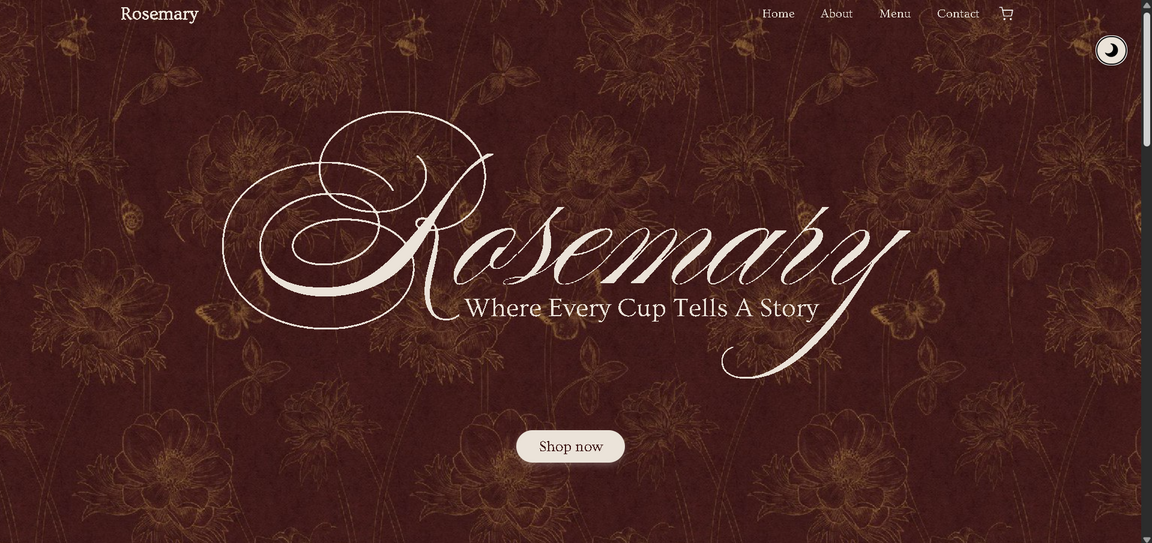 Rosemary
Home About Menu Contact
Rosemary
Where Every Cup Tells A Story
Shop now